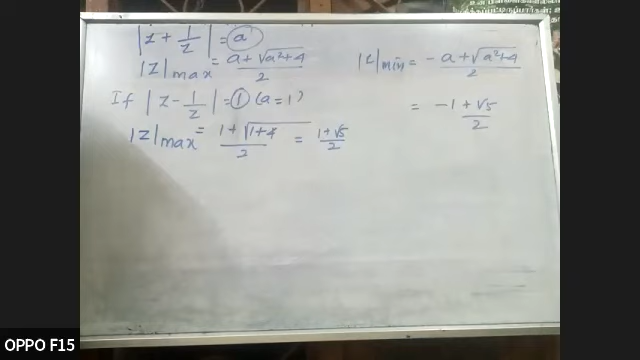 |z + 1/z| = a
|z|max = a + √a²+4 / 2
|z|min = -a + √a²+4 / 2
If |z - 1/z| = 1 (a = 1)
= -1 + √5 / 2
|z|max = 1 + √1+4 / 2 = 1+√5 / 2
OPPO F15